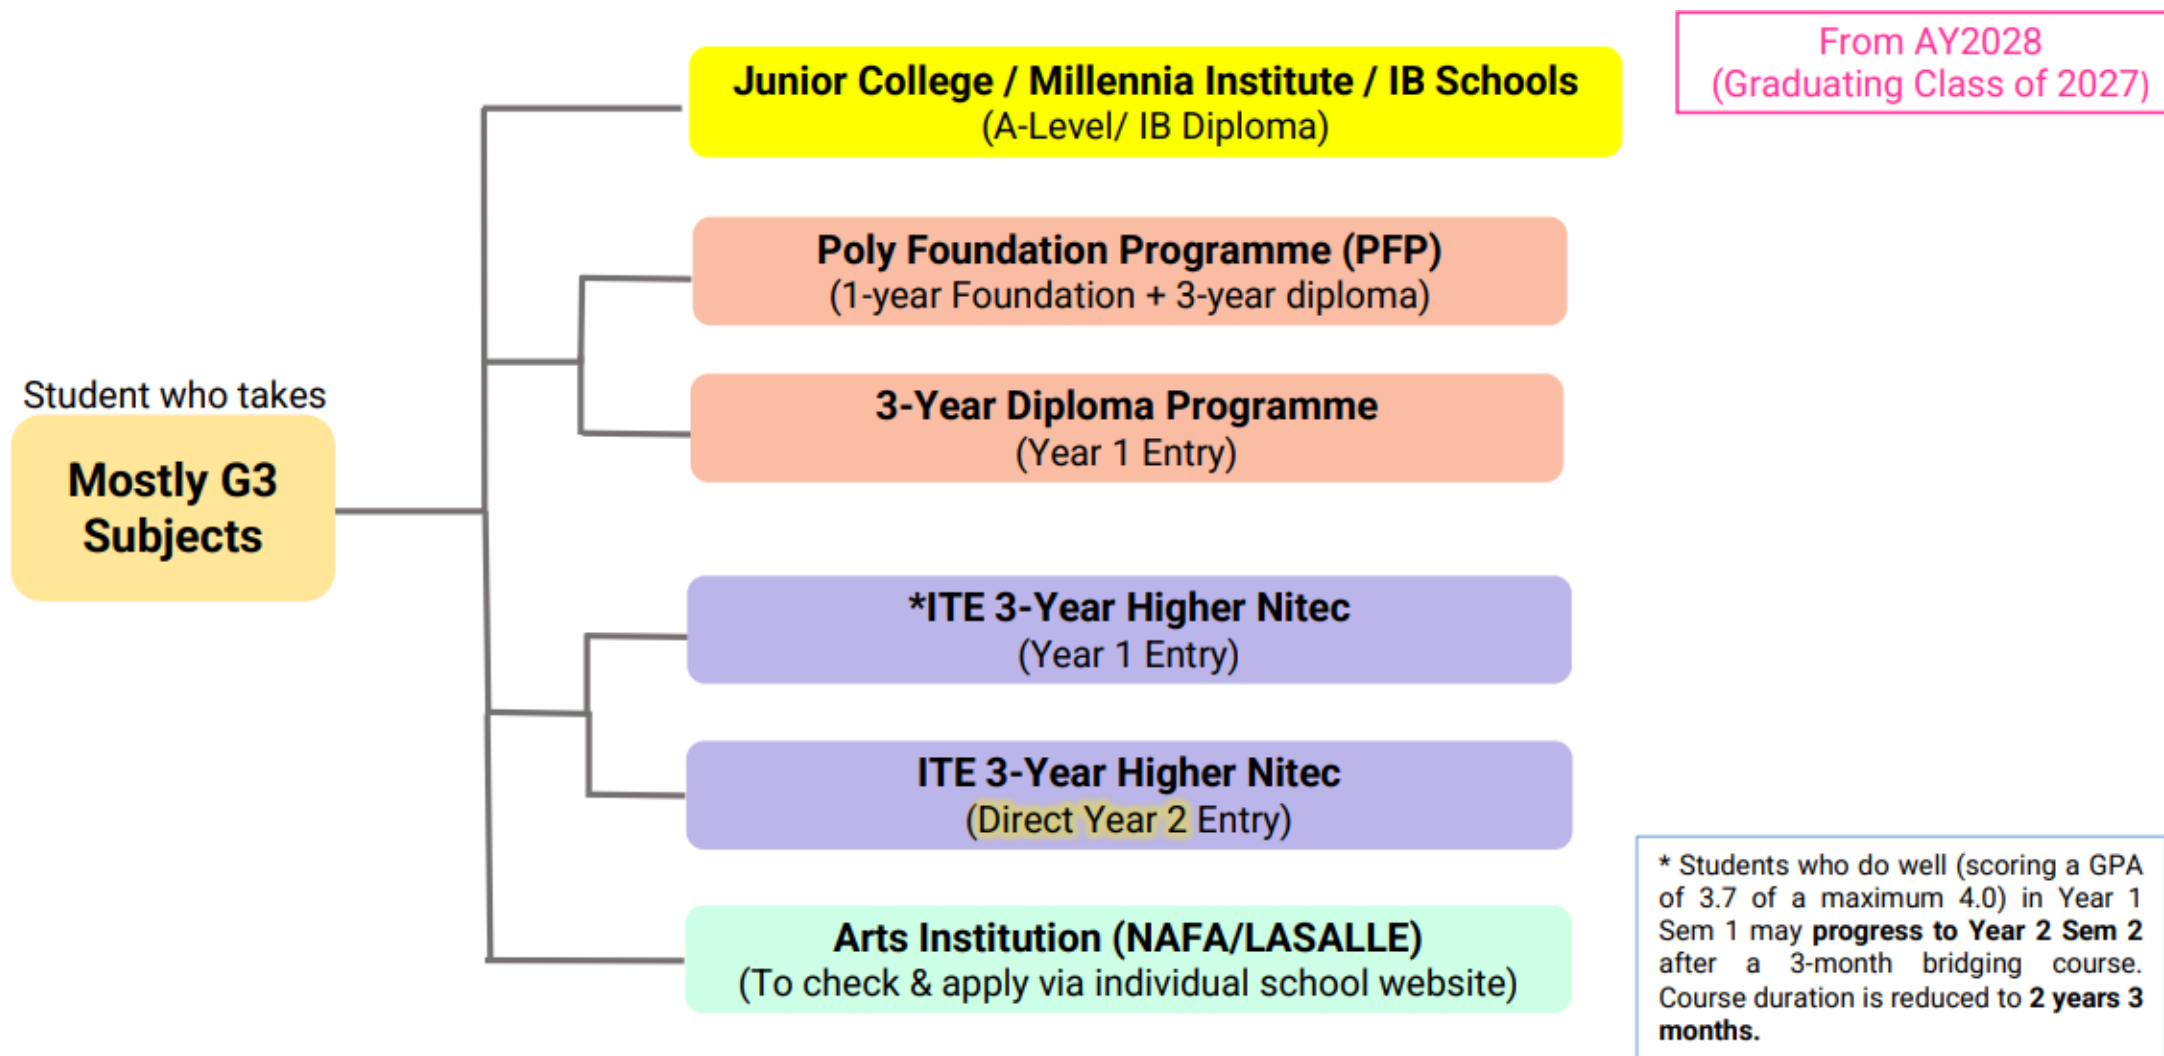 From AY2028
(Graduating Class of 2027)
Junior College / Millennia Institute / IB Schools
(A-Level/ IB Diploma)
Poly Foundation Programme (PFP)
(1-year Foundation + 3-year diploma)
3-Year Diploma Programme
(Year 1 Entry)
Student who takes
Mostly G3
Subjects
*ITE 3-Year Higher Nitec
(Year 1 Entry)
ITE 3-Year Higher Nitec
(Direct Year 2 Entry)
Arts Institution (NAFA/LASALLE)
(To check & apply via individual school website)
* Students who do well (scoring a GPA
of 3.7 of a maximum 4.0) in Year 1
Sem 1 may progress to Year 2 Sem 2
after a 3-month bridging course.
Course duration is reduced to 2 years 3
months.